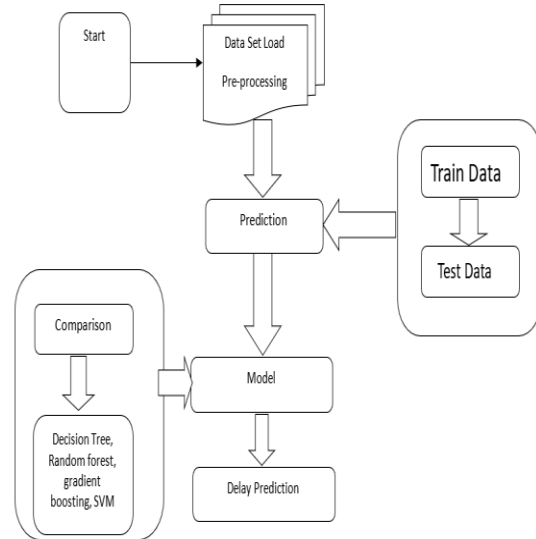 Start
Data Set Load
Pre-processing
Train Data
Prediction
Test Data
Comparison
Model
Decision Tree,
Random forest,
gradient
boosting, SVM
Delay Prediction